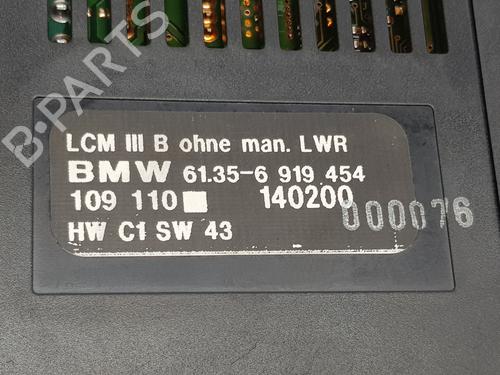 B-PARTS
LCM III B ohne man. LWR
BMW 61.35-6 919 454
109 110 140200
000076
HW C1 SW 43